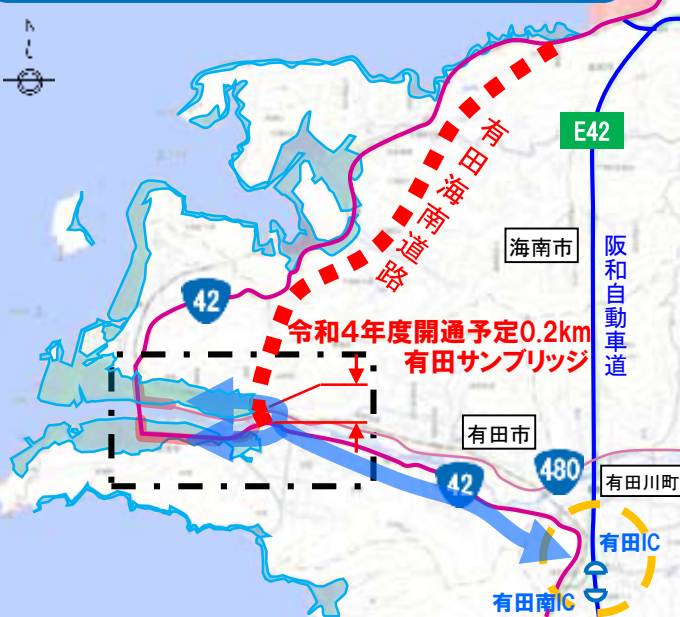 E42
有田海南道路
海南市
阪和自動車道
42
令和4年度開通予定0.2km
有田サンブリッジ
有田市
480
42
有田川町
有田IC
有田南IC